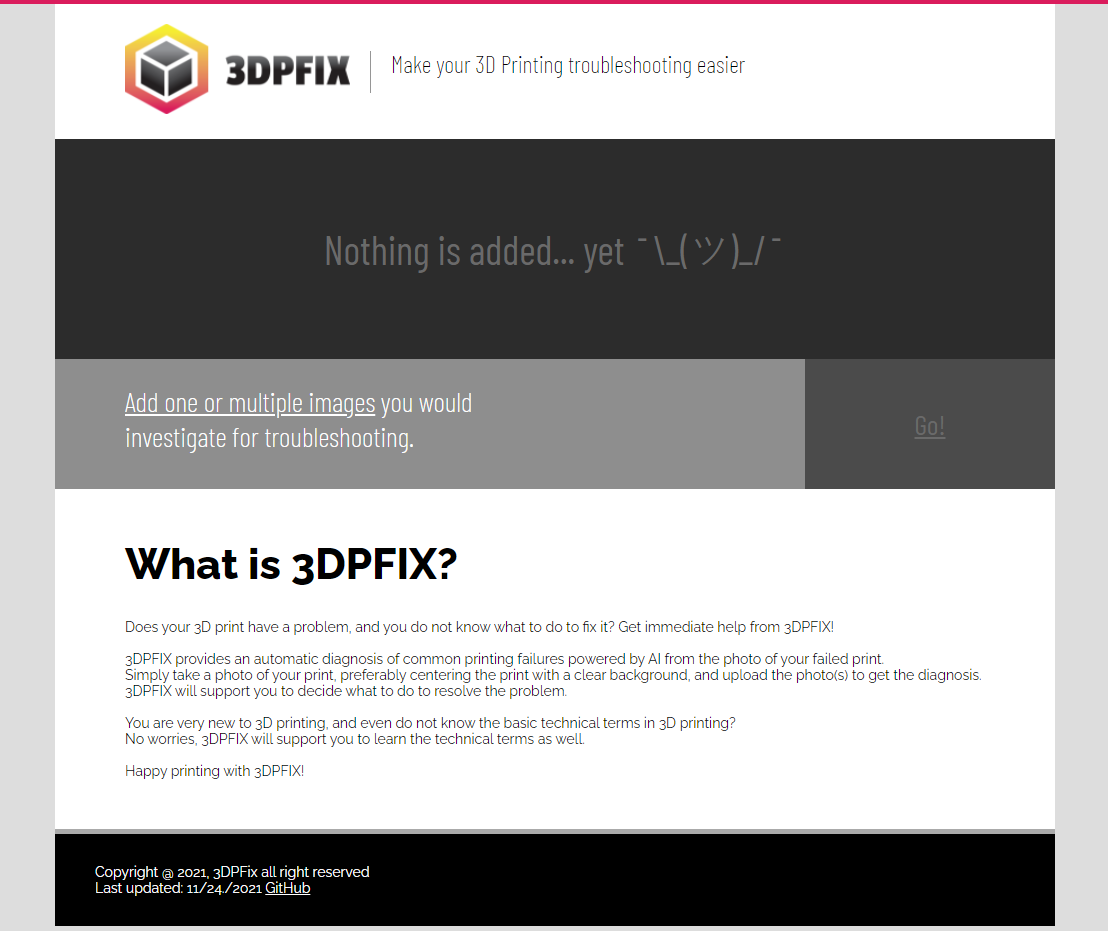 3DPFIX
Make your 3D Printing troubleshooting easier
Nothing is added... yet ¯\_(ツ)_/¯
Add one or multiple images you would
investigate for troubleshooting.
Go!
What is 3DPFIX?
Does your 3D print have a problem, and you do not know what to do to fix it? Get immediate help from 3DPFIX!
3DPFIX provides an automatic diagnosis of common printing failures powered by AI from the photo of your failed print.
Simply take a photo of your print, preferably centering the print with a clear background, and upload the photo(s) to get the diagnosis.
3DPFIX will support you to decide what to do to resolve the problem.
You are very new to 3D printing, and even do not know the basic technical terms in 3D printing?
No worries, 3DPFIX will support you to learn the technical terms as well.
Happy printing with 3DPFIX!
Copyright @ 2021, 3DPFix all right reserved
Last updated: 11/24./2021 GitHub